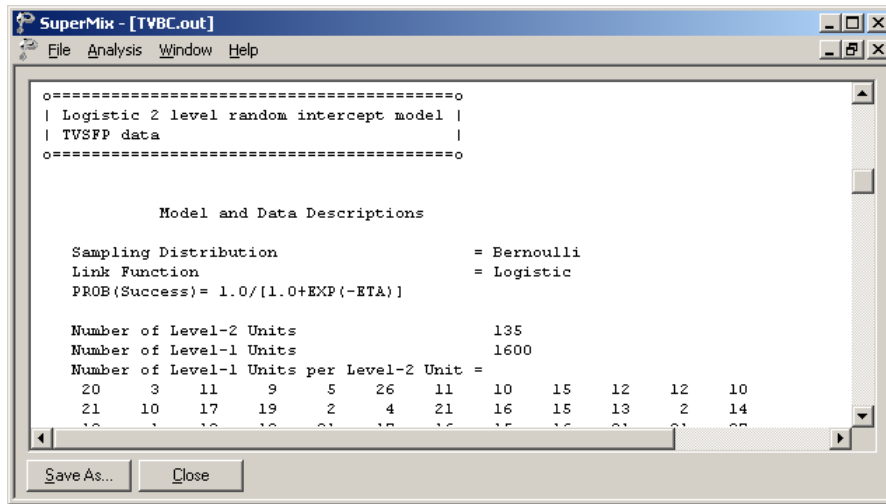 SuperMix - [TVBC.out]
File Analysis Window Help
o=========================================o
| Logistic 2 level random intercept model |
| TVSFP data |
o=========================================o
Model and Data Descriptions
Sampling Distribution = Bernoulli
Link Function = Logistic
PROB(Success)= 1.0/[1.0+EXP(-ETA)]
Number of Level-2 Units 135
Number of Level-1 Units 1600
Number of Level-1 Units per Level-2 Unit =
20 3 11 9 5 26 11 10 15 12 12 10
21 10 17 19 2 4 21 16 15 13 2 14
Save As... Close